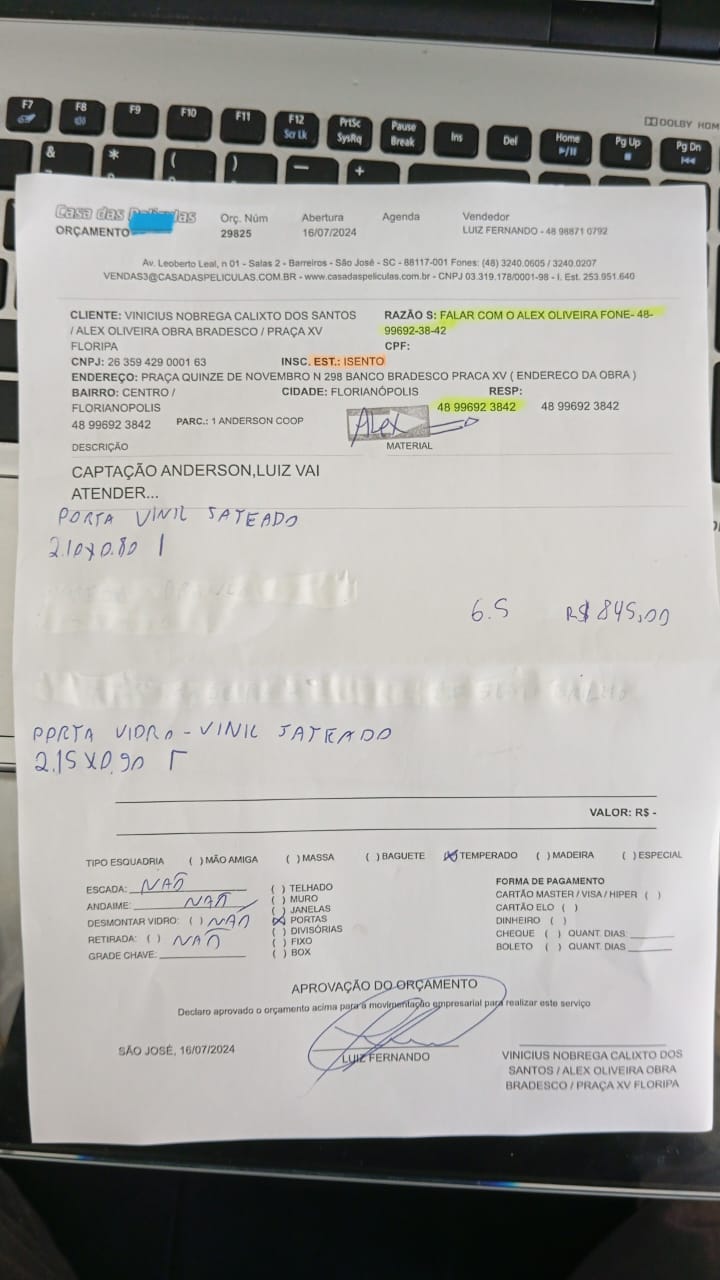 F7 F8 F9 F10 F11 F12 Scr Lk PrtSc SysRq Pause Break Ins Del Home Pg Up Pg Dn
DOLBY HOM
& * ( ) — +
Casa das Películas
ORÇAMENTO
Orç. Núm Abertura Agenda Vendedor
29825 16/07/2024 LUIZ FERNANDO - 48 98871 0792
Av. Leoberto Leal, n 01 - Salas 2 - Barreiros - São José - SC - 88117-001 Fones: (48) 3240.0605 / 3240.0207
VENDAS3@CASADASPELICULAS.COM.BR - www.casadaspeliculas.com.br - CNPJ 03.319.178/0001-98 - I. Est. 253.951.640
CLIENTE: VINICIUS NOBREGA CALIXTO DOS SANTOS RAZÃO S: FALAR COM O ALEX OLIVEIRA FONE- 48-
/ ALEX OLIVEIRA OBRA BRADESCO / PRAÇA XV 99692-38-42
FLORIPA CPF:
CNPJ: 26 359 429 0001 63 INSC. EST.: ISENTO
ENDEREÇO: PRAÇA QUINZE DE NOVEMBRO N 298 BANCO BRADESCO PRACA XV ( ENDERECO DA OBRA )
BAIRRO: CENTRO / CIDADE: FLORIANÓPOLIS RESP:
FLORIANOPOLIS 48 99692 3842 48 99692 3842
48 99692 3842 PARC.: 1 ANDERSON COOP Alex
DESCRIÇÃO MATERIAL
CAPTAÇÃO ANDERSON,LUIZ VAI
ATENDER...
PORTA VINIL JATEADO
2.10X0.80 1
6.5 R$ 845,00
PORTA VIDRO - VINIL JATEADO
2.15X0,90
VALOR: R$ -
TIPO ESQUADRIA ( ) MÃO AMIGA ( ) MASSA ( ) BAGUETE (X) TEMPERADO ( ) MADEIRA ( ) ESPECIAL
ESCADA: NAÕ ( ) TELHADO FORMA DE PAGAMENTO
ANDAIME: NAÕ ( ) MURO CARTÃO MASTER / VISA / HIPER ( )
( ) JANELAS CARTÃO ELO ( )
DESMONTAR VIDRO: ( ) NAÕ (X) PORTAS DINHEIRO ( )
RETIRADA: ( ) NAÕ ( ) DIVISÓRIAS CHEQUE ( ) QUANT. DIAS:
( ) FIXO BOLETO ( ) QUANT. DIAS
GRADE CHAVE: ( ) BOX
APROVAÇÃO DO ORÇAMENTO
Declaro aprovado o orçamento acima para a movimentação empresarial para realizar este serviço
SÃO JOSÉ, 16/07/2024 LUIZ FERNANDO VINICIUS NOBREGA CALIXTO DOS
SANTOS / ALEX OLIVEIRA OBRA
BRADESCO / PRAÇA XV FLORIPA